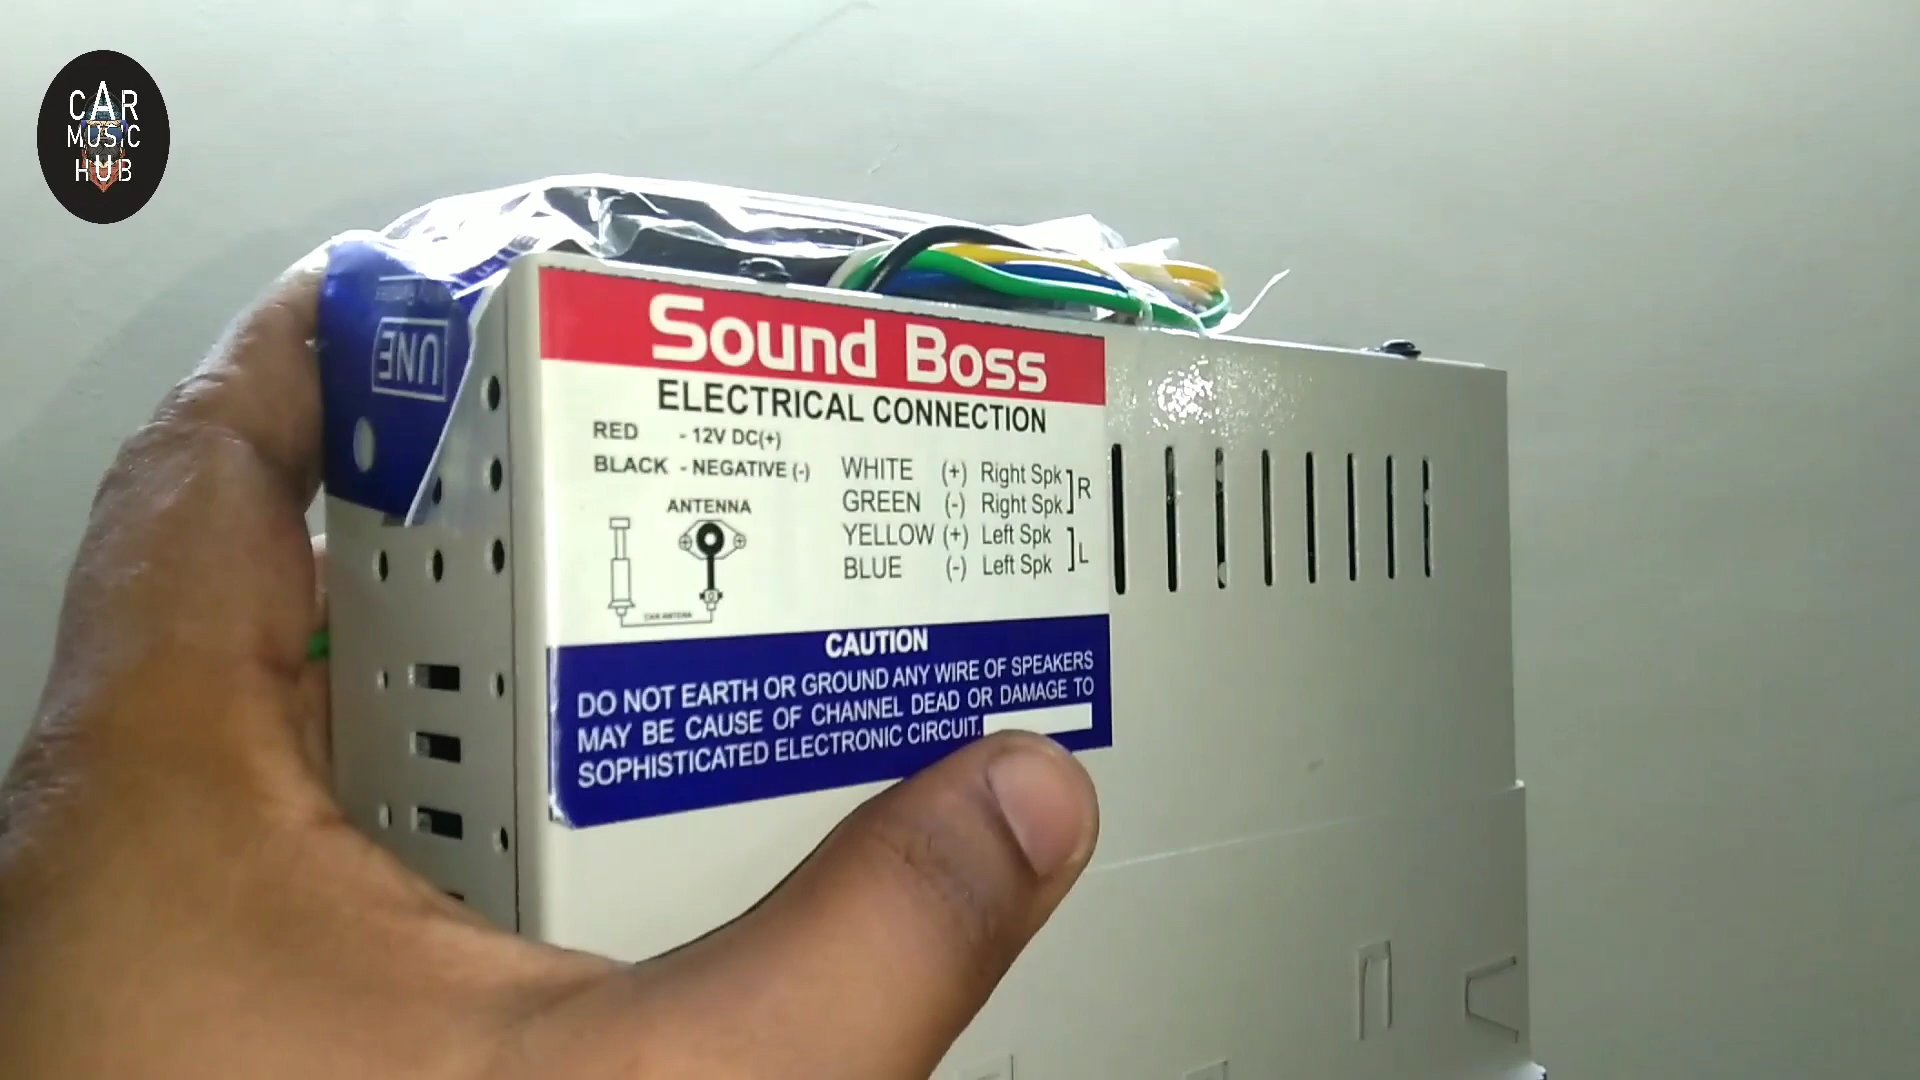 CAR
MUSIC
HUB
UNE
Sound Boss
ELECTRICAL CONNECTION
RED - 12V DC(+)
BLACK - NEGATIVE (-)
ANTENNA
CAR ANTENA
WHITE (+) Right Spk
GREEN (-) Right Spk
R
YELLOW (+) Left Spk
BLUE (-) Left Spk
L
CAUTION
DO NOT EARTH OR GROUND ANY WIRE OF SPEAKERS
MAY BE CAUSE OF CHANNEL DEAD OR DAMAGE TO
SOPHISTICATED ELECTRONIC CIRCUIT.